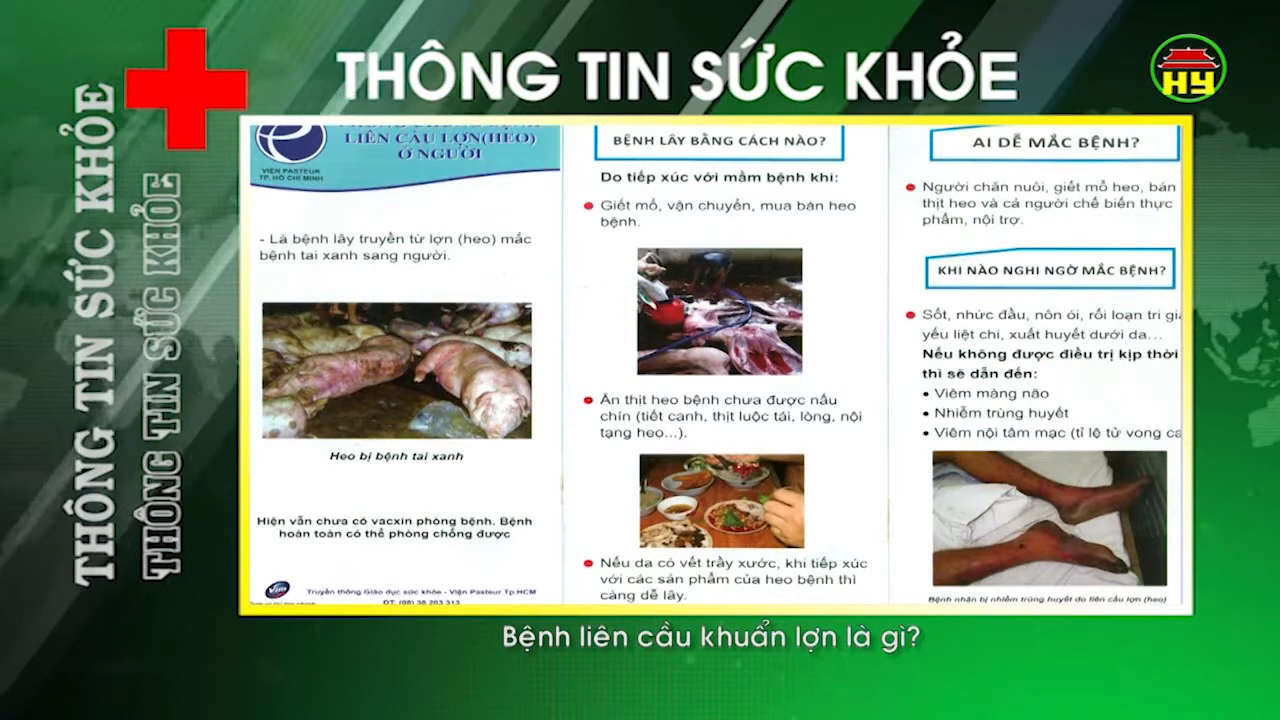 THÔNG TIN SỨC KHỎE
HY
THÔNG TIN SỨC KHỎE
THÔNG TIN SỨC KHỎE
LIÊN CẦU LỢN(HEO)
Ở NGƯỜI
VIỆN PASTEUR
TP. HỒ CHÍ MINH
- Là bệnh lây truyền từ lợn (heo) mắc
bệnh tai xanh sang người.
Heo bị bệnh tai xanh
Hiện vẫn chưa có vacxin phòng bệnh. Bệnh
hoàn toàn có thể phòng chống được
Truyền thông Giáo dục sức khỏe - Viện Pasteur Tp.HCM
ĐT. (08) 38 203 313
BỆNH LÂY BẰNG CÁCH NÀO?
Do tiếp xúc với mầm bệnh khi:
Giết mổ, vận chuyển, mua bán heo
bệnh.
Ăn thịt heo bệnh chưa được nấu
chín (tiết canh, thịt luộc tái, lòng, nội
tạng heo...).
Nếu da có vết trầy xước, khi tiếp xúc
với các sản phẩm của heo bệnh thì
càng dễ lây.
AI DỄ MẮC BỆNH?
Người chăn nuôi, giết mổ heo, bán
thịt heo và cả người chế biến thực
phẩm, nội trợ.
KHI NÀO NGHI NGỜ MẮC BỆNH?
Sốt, nhức đầu, nôn ói, rối loạn tri
yếu liệt chi, xuất huyết dưới da...
Nếu không được điều trị kịp thời
thì sẽ dẫn đến:
• Viêm màng não
• Nhiễm trùng huyết
• Viêm nội tâm mạc (tỉ lệ tử vong
Bệnh nhân bị nhiễm trùng huyết do liên cầu lợn (heo)
Bệnh liên cầu khuẩn lợn là gì?